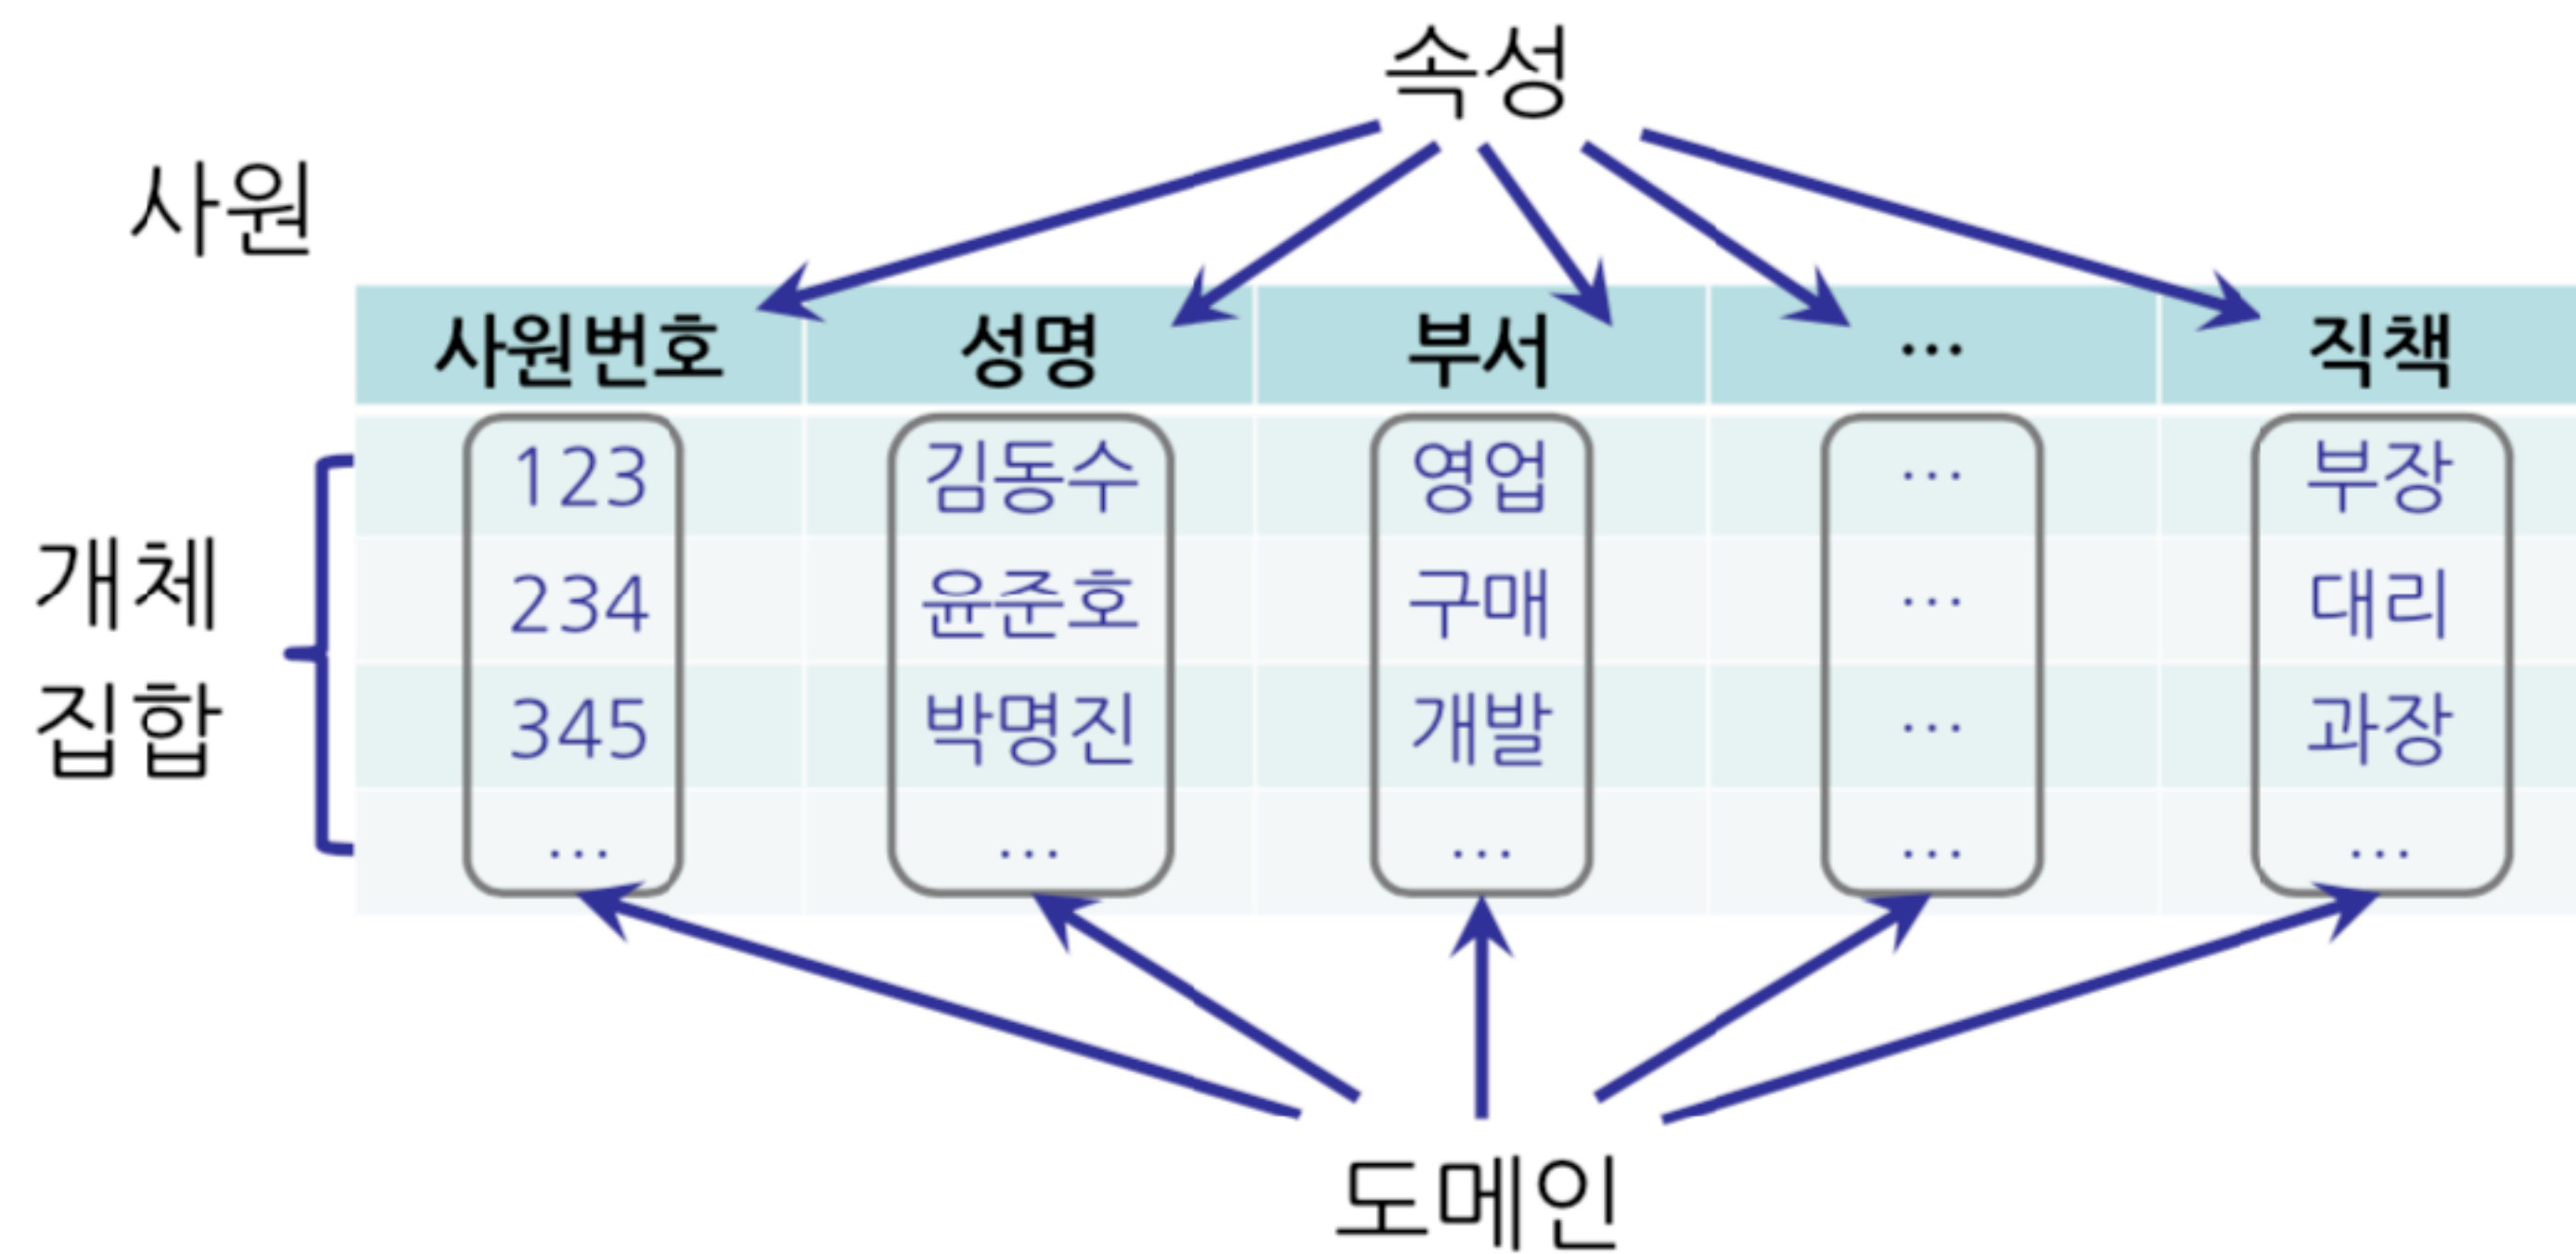 속성
사원
사원번호 성명 부서 … 직책
123 김동수 영업 … 부장
개체
234 윤준호 구매 … 대리
집합
345 박명진 개발 … 과장
… … … … …
도메인